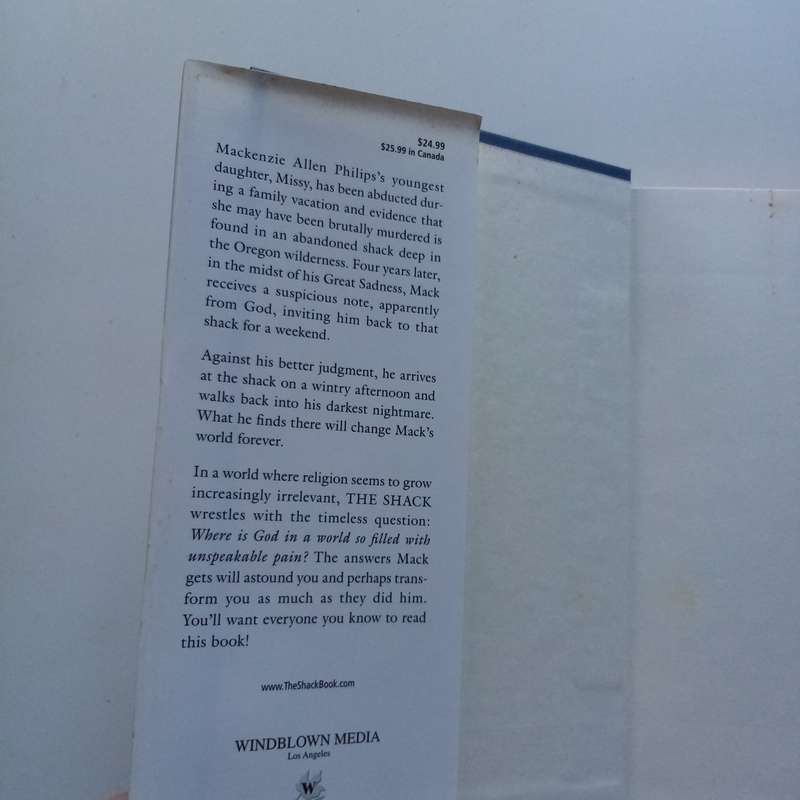 $24.99
$25.99 in Canada
Mackenzie Allen Philips's youngest
daughter, Missy, has been abducted dur-
ing a family vacation and evidence that
she may have been brutally murdered is
found in an abandoned shack deep in
the Oregon wilderness. Four years later,
in the midst of his Great Sadness, Mack
receives a suspicious note, apparently
from God, inviting him back to that
shack for a weekend.
Against his better judgment, he arrives
at the shack on a wintry afternoon and
walks back into his darkest nightmare.
What he finds there will change Mack's
world forever.
In a world where religion seems to grow
increasingly irrelevant, THE SHACK
wrestles with the timeless question:
Where is God in a world so filled with
unspeakable pain? The answers Mack
gets will astound you and perhaps trans-
form you as much as they did him.
You'll want everyone you know to read
this book!
www.TheShackBook.com
WINDBLOWN MEDIA
Los Angeles
W